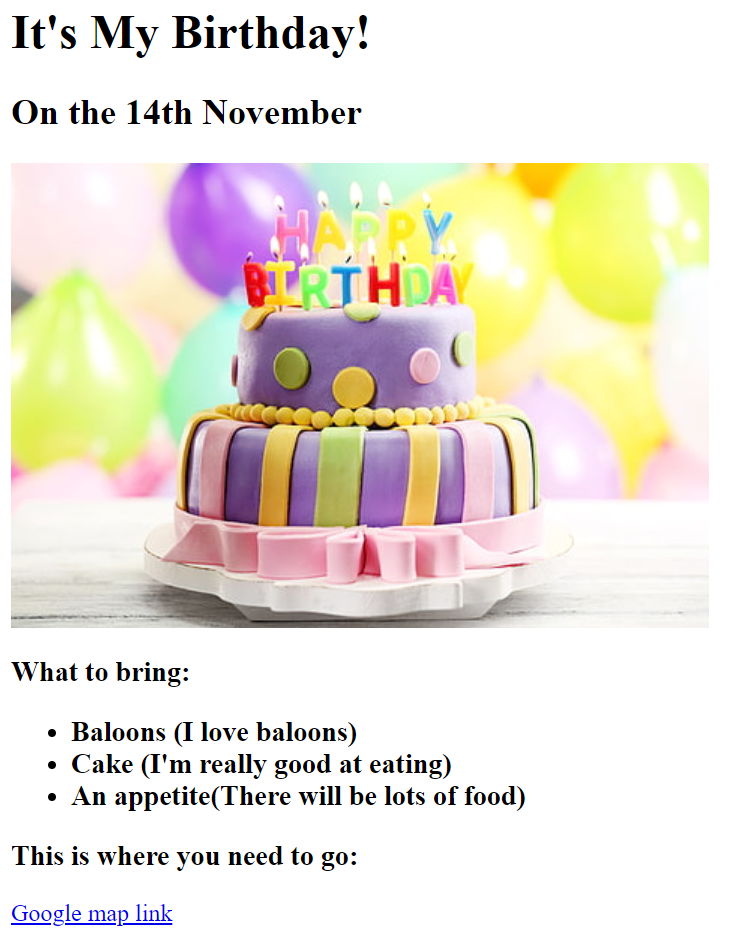 It's My Birthday!
On the 14th November
HAPPY
BIRTHDAY
What to bring:
Baloons (I love baloons)
Cake (I'm really good at eating)
An appetite(There will be lots of food)
This is where you need to go:
Google map link